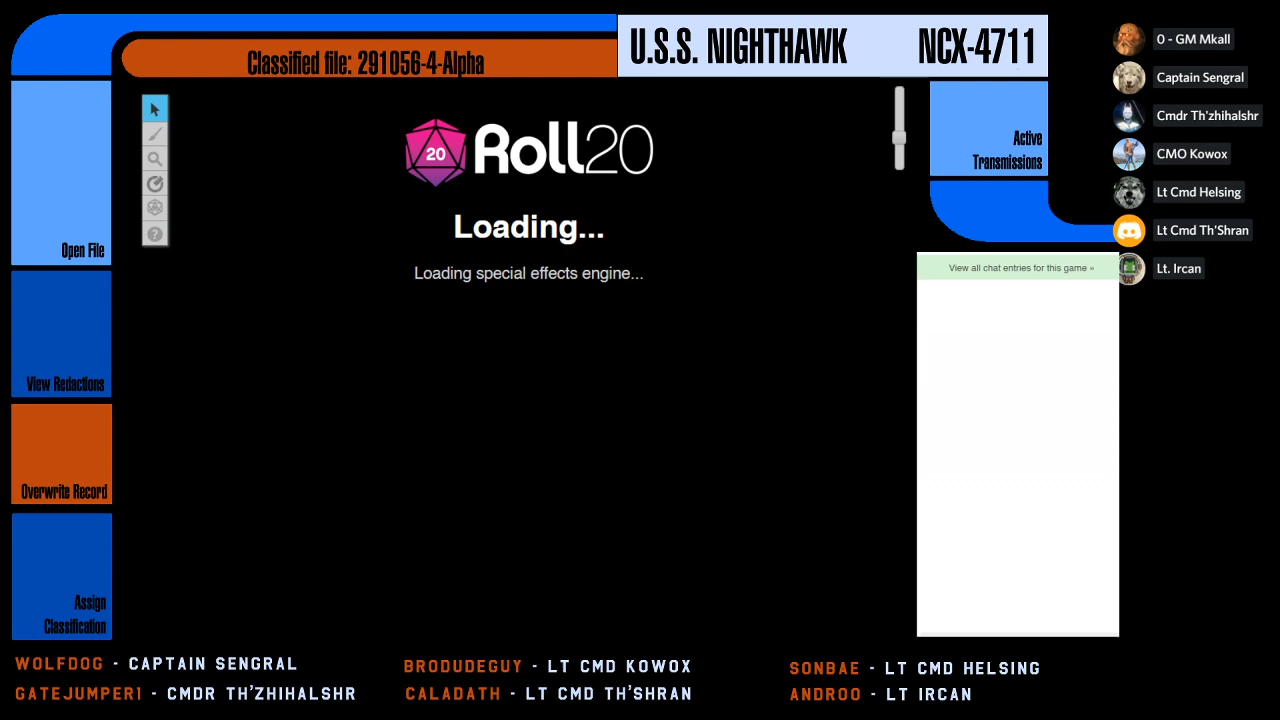 Classified file: 291056-4-Alpha
U.S.S. NIGHTHAWK NCX-4711
Open File
View Redactions
Overwrite Record
Assign
Classification
20
Roll20
Loading...
Loading special effects engine...
Active
Transmissions
View all chat entries for this game »
0 - GM Mkall
Captain Sengral
Cmdr Th'zhihalshr
CMO Kowox
Lt Cmd Helsing
Lt Cmd Th'Shran
Lt. Ircan
WOLFDOG - CAPTAIN SENGRAL
GATEJUMPER1 - CMDR TH'ZHIHALSHR
BRODUDEGUY - LT CMD KOWOX
CALADATH - LT CMD TH'SHRAN
SONBAE - LT CMD HELSING
ANDROO - LT IRCAN